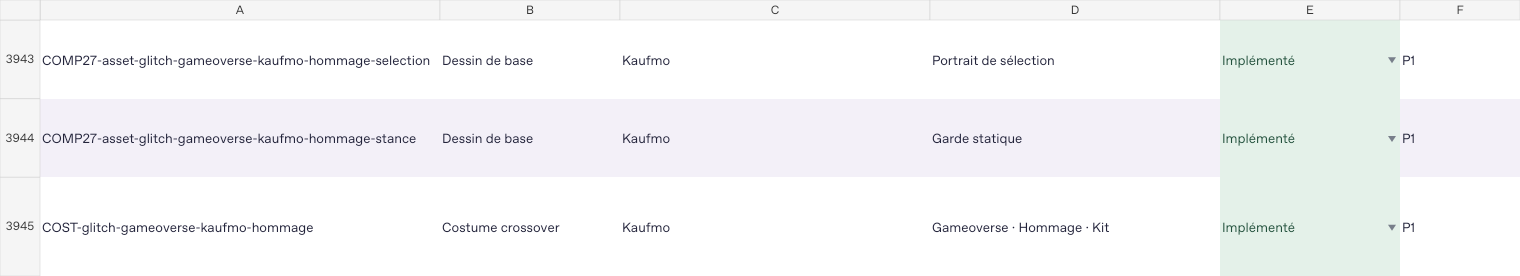 A B C D E F
3943 COMP27-asset-glitch-gameoverse-kaufmo-hommage-selection Dessin de base Kaufmo Portrait de sélection Implémenté P1
3944 COMP27-asset-glitch-gameoverse-kaufmo-hommage-stance Dessin de base Kaufmo Garde statique Implémenté P1
3945 COST-glitch-gameoverse-kaufmo-hommage Costume crossover Kaufmo Gameoverse · Hommage · Kit Implémenté P1